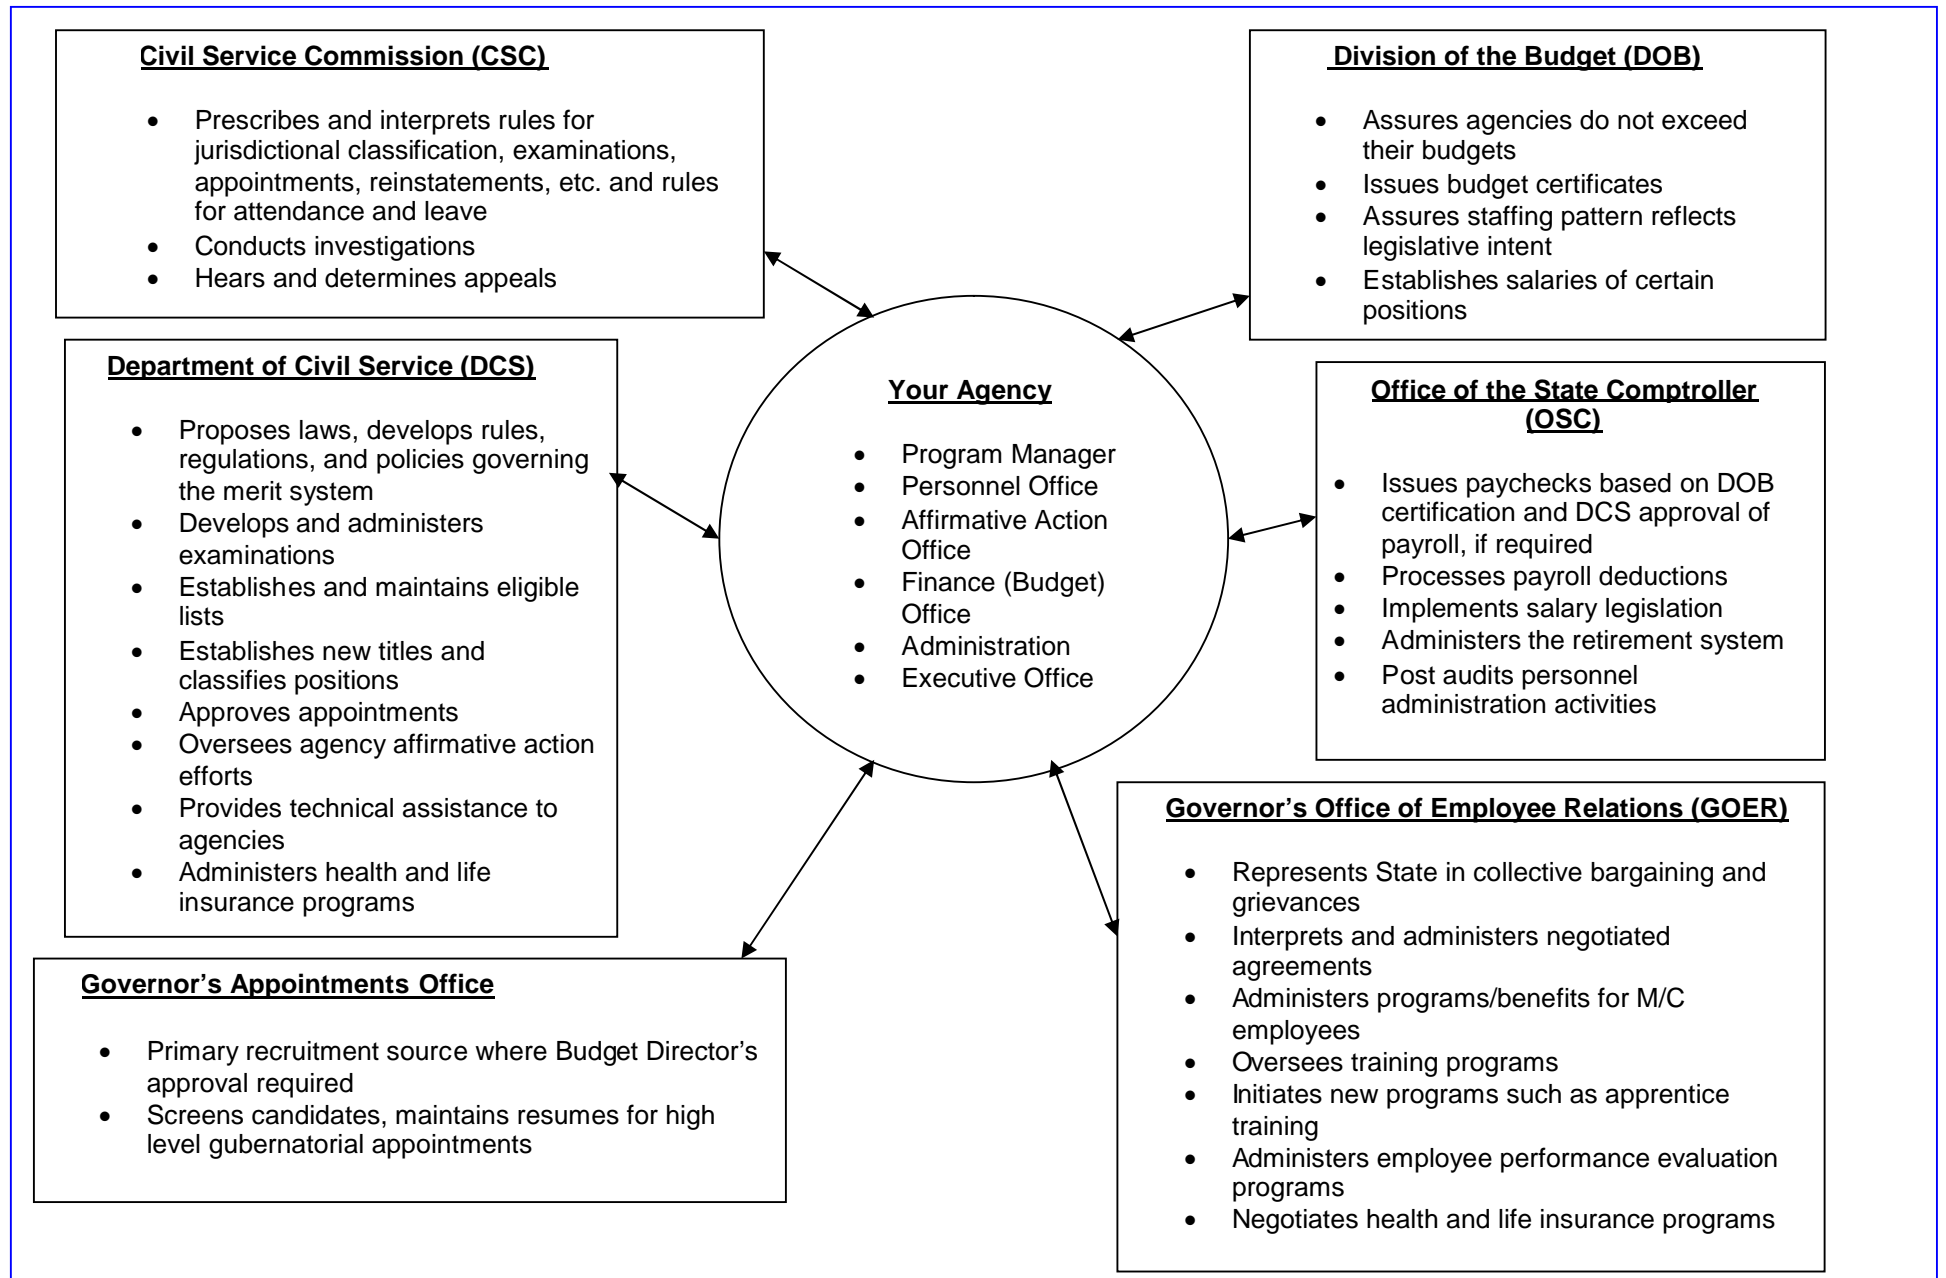 Civil Service Commission (CSC)
• Prescribes and interprets rules for
jurisdictional classification, examinations,
appointments, reinstatements, etc. and rules
for attendance and leave
• Conducts investigations
• Hears and determines appeals
Division of the Budget (DOB)
• Assures agencies do not exceed
their budgets
• Issues budget certificates
• Assures staffing pattern reflects
legislative intent
• Establishes salaries of certain
positions
Department of Civil Service (DCS)
• Proposes laws, develops rules,
regulations, and policies governing
the merit system
• Develops and administers
examinations
• Establishes and maintains eligible
lists
• Establishes new titles and
classifies positions
• Approves appointments
• Oversees agency affirmative action
efforts
• Provides technical assistance to
agencies
• Administers health and life
insurance programs
Your Agency
• Program Manager
• Personnel Office
• Affirmative Action
Office
• Finance (Budget)
Office
• Administration
• Executive Office
Office of the State Comptroller
(OSC)
• Issues paychecks based on DOB
certification and DCS approval of
payroll, if required
• Processes payroll deductions
• Implements salary legislation
• Administers the retirement system
• Post audits personnel
administration activities
Governor’s Appointments Office
• Primary recruitment source where Budget Director’s
approval required
• Screens candidates, maintains resumes for high
level gubernatorial appointments
Governor’s Office of Employee Relations (GOER)
• Represents State in collective bargaining and
grievances
• Interprets and administers negotiated
agreements
• Administers programs/benefits for M/C
employees
• Oversees training programs
• Initiates new programs such as apprentice
training
• Administers employee performance evaluation
programs
• Negotiates health and life insurance programs